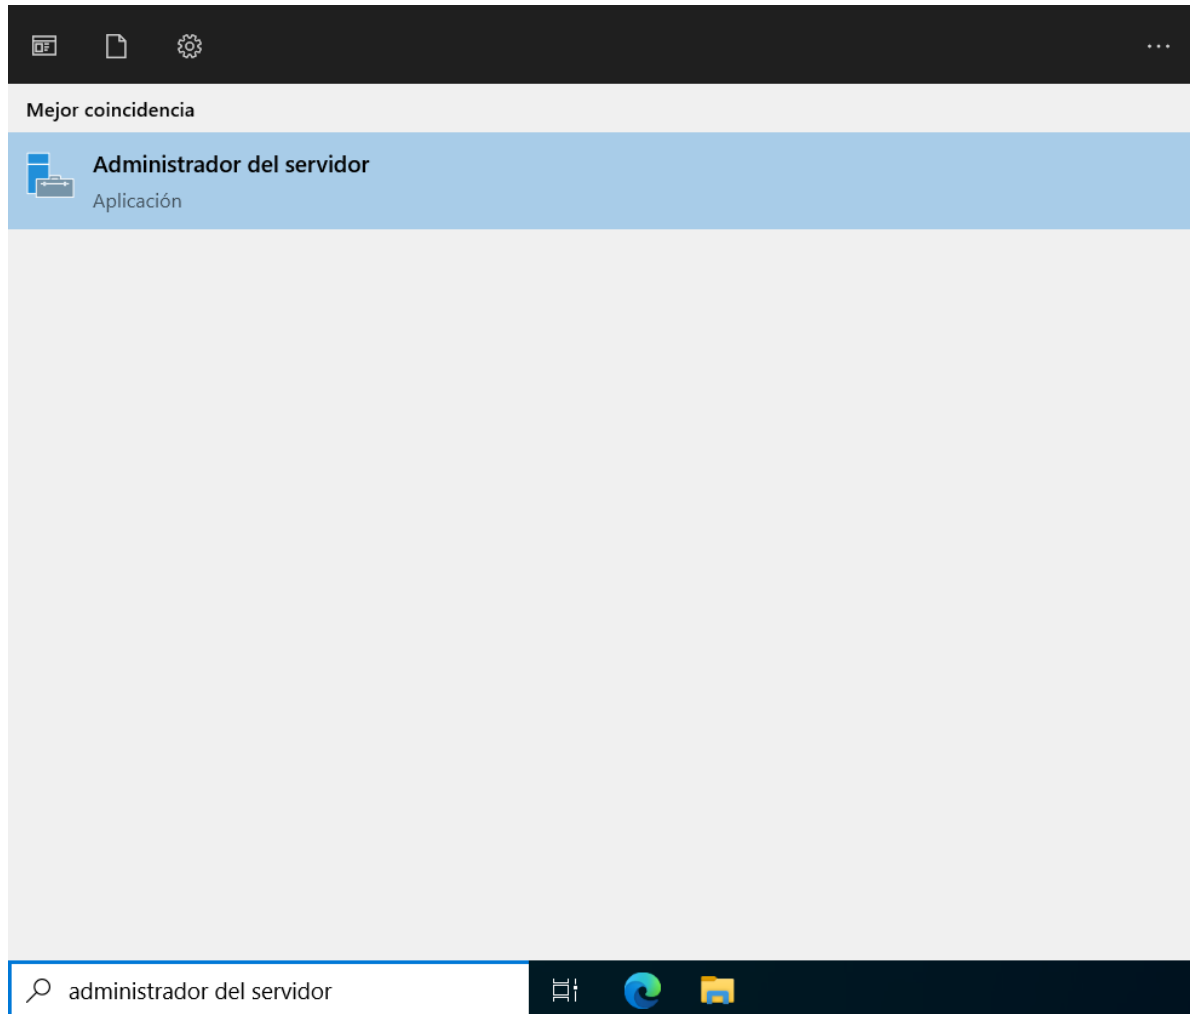 Mejor coincidencia
Administrador del servidor
Aplicación
administrador del servidor